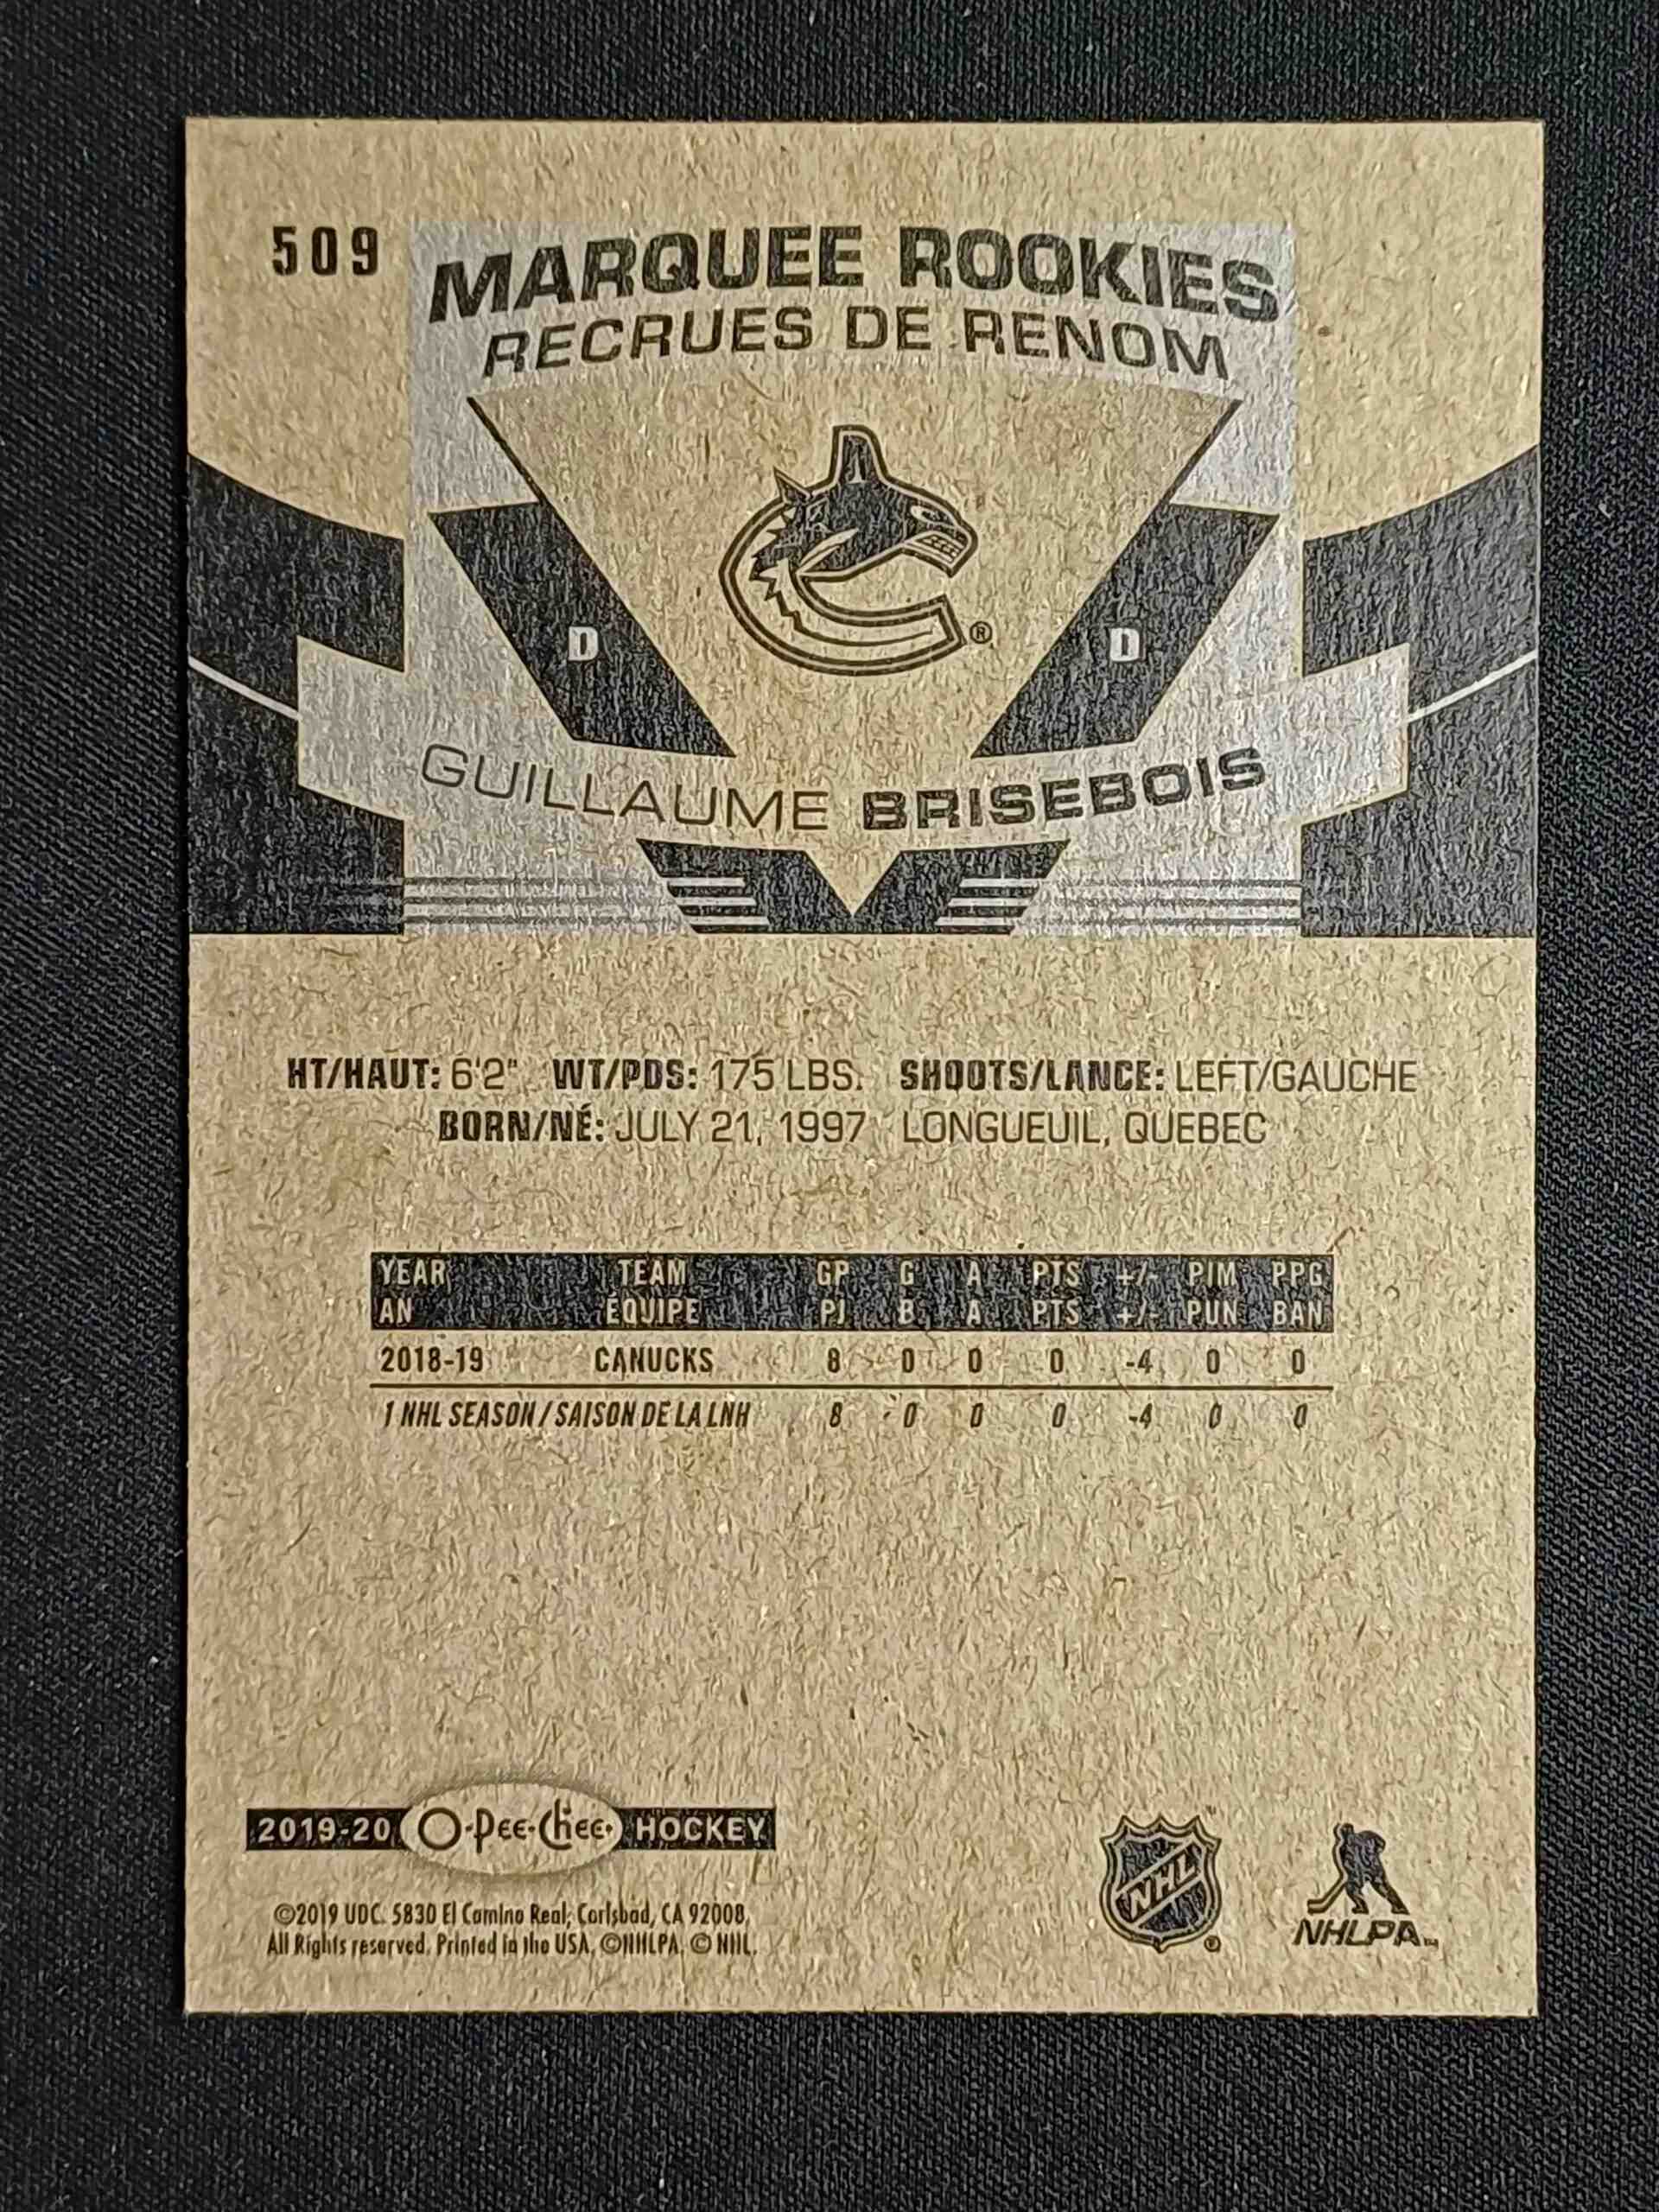 509
MARQUEE ROOKIES
RECRUES DE RENOM
®
D D
GUILLAUME BRISEBOIS
HT/HAUT: 6'2" WT/PDS: 175 LBS. SHOOTS/LANCE: LEFT/GAUCHE
BORN/NÉ: JULY 21, 1997 LONGUEUIL, QUEBEC
YEAR TEAM GP G A PTS +/- PIM PPG
AN ÉQUIPE PJ B A PTS +/- PUN BAN
2018-19 CANUCKS 8 0 0 0 -4 0 0
1 NHL SEASON / SAISON DE LA LNH 8 0 0 0 -4 0 0
2019-20 O-Pee-Chee HOCKEY
NHL ®
NHLPA™
©2019 UDC. 5830 El Camino Real, Carlsbad, CA 92008.
All Rights reserved. Printed in the USA. ©NHLPA. © NHL.